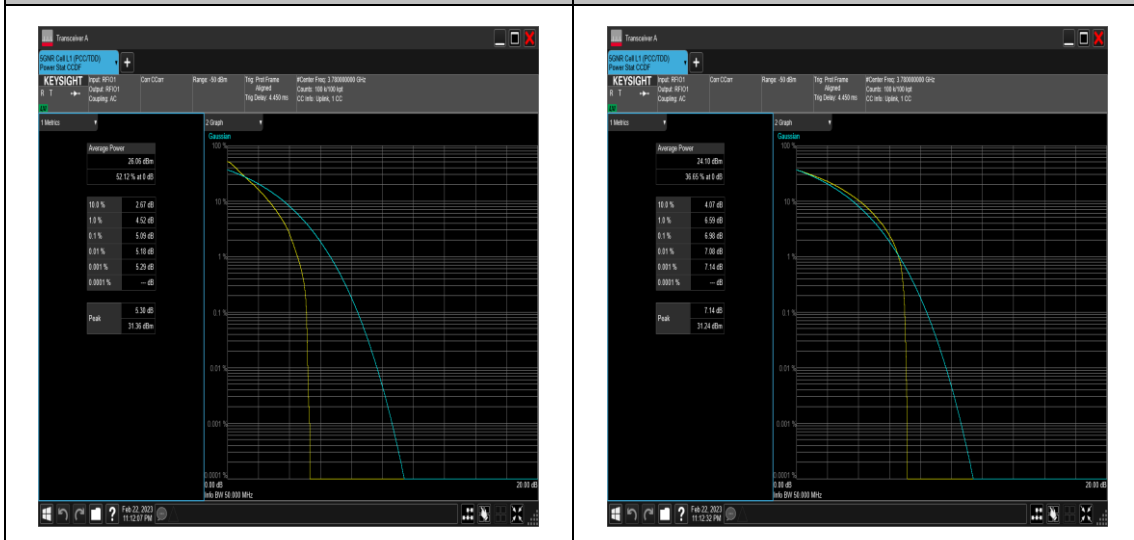 Transceiver A
5GNR Cell L1 (PCC/TDD)
Power Stat CCDF
+
KEYSIGHT Input: RFIO1 Corr CCorr Range: -50 dBm Trig: Prd Frame #Center Freq: 3.780000000 GHz
R T Output: RFIO1 Aligned Counts: 100 k/100 kpt
Coupling: AC Trig Delay: 4.450 ms CC Info: Uplink, 1 CC
1 Metrics
2 Graph
Gaussian
Average Power
26.06 dBm
52.12 % at 0 dB
10.0 % 2.67 dB
1.0 % 4.52 dB
0.1 % 5.09 dB
0.01 % 5.18 dB
0.001 % 5.29 dB
0.0001 % --- dB
Peak
5.30 dB
31.36 dBm
100 %
10 %
1 %
0.1 %
0.01 %
0.001 %
0.0001 %
0.00 dB 20.00 dB
Info BW 50.000 MHz
?
Feb 22, 2023
11:12:07 PM
Transceiver A
5GNR Cell L1 (PCC/TDD)
Power Stat CCDF
+
KEYSIGHT Input: RFIO1 Corr CCorr Range: -50 dBm Trig: Prd Frame #Center Freq: 3.780000000 GHz
R T Output: RFIO1 Aligned Counts: 100 k/100 kpt
Coupling: AC Trig Delay: 4.450 ms CC Info: Uplink, 1 CC
1 Metrics
2 Graph
Gaussian
Average Power
24.10 dBm
36.65 % at 0 dB
10.0 % 4.07 dB
1.0 % 6.59 dB
0.1 % 6.98 dB
0.01 % 7.08 dB
0.001 % 7.14 dB
0.0001 % --- dB
Peak
7.14 dB
31.24 dBm
100 %
10 %
1 %
0.1 %
0.01 %
0.001 %
0.0001 %
0.00 dB 20.00 dB
Info BW 50.000 MHz
?
Feb 22, 2023
11:12:32 PM